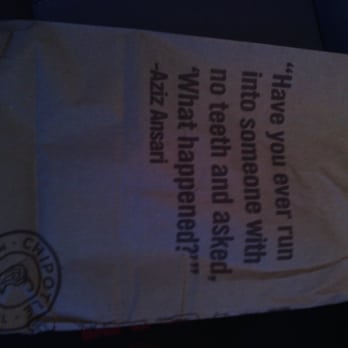 "Have you ever run
into someone with
no teeth and asked,
'What happened?'"
-Aziz Ansari
CHIPOTLE